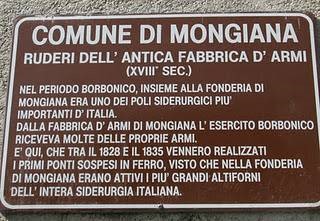 COMUNE DI MONGIANA
RUDERI DELL' ANTICA FABBRICA D' ARMI
(XVIII° SEC.)
NEL PERIODO BORBONICO, INSIEME ALLA FONDERIA DI
MONGIANA ERA UNO DEI POLI SIDERURGICI PIU'
IMPORTANTI D' ITALIA.
DALLA FABBRICA D' ARMI DI MONGIANA L' ESERCITO BORBONICO
RICEVEVA MOLTE DELLE PROPRIE ARMI.
E' QUI, CHE TRA IL 1828 E IL 1835 VENNERO REALIZZATI
I PRIMI PONTI SOSPESI IN FERRO, VISTO CHE NELLA FONDERIA
DI MONGIANA ERANO ATTIVI I PIU' GRANDI ALTIFORNI
DELL' INTERA SIDERURGIA ITALIANA.